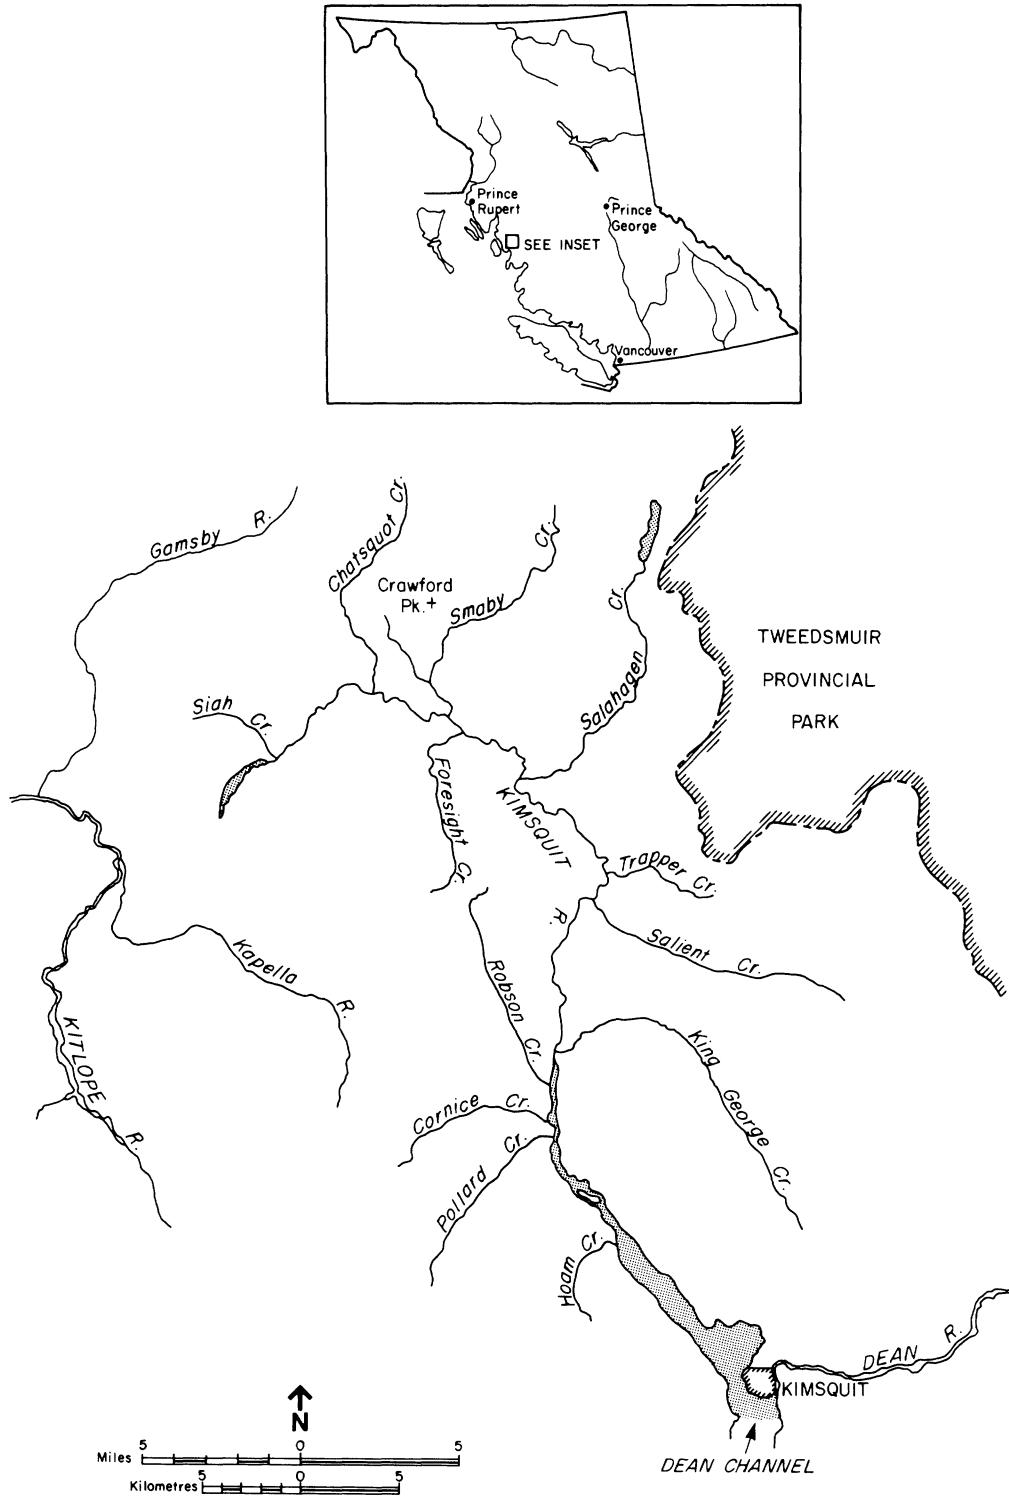 Prince
Rupert
Prince
George
SEE INSET
Vancouver
Gamsby R.
Chatsquot Cr.
Crawford
Pk.+
Smaby Cr.
Salahagen Cr.
TWEEDSMUIR
PROVINCIAL
PARK
Siah Cr.
Foresight Cr.
KIMSQUIT R.
Trapper Cr.
Salient Cr.
Kapella R.
Robson Cr.
KITLOPE R.
King George Cr.
Cornice Cr.
Pollard Cr.
Hoam Cr.
DEAN R.
KIMSQUIT
DEAN CHANNEL
N
Miles 5 0 5
Kilometres 5 0 5